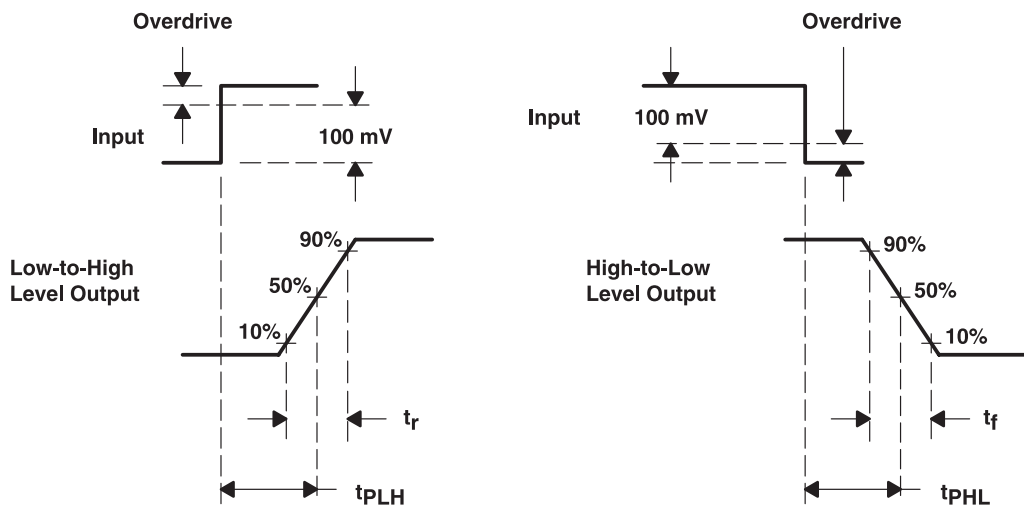 Overdrive
Input
100 mV
Low-to-High
Level Output
90%
50%
10%
tr
tPLH
Overdrive
Input
100 mV
High-to-Low
Level Output
90%
50%
10%
tf
tPHL